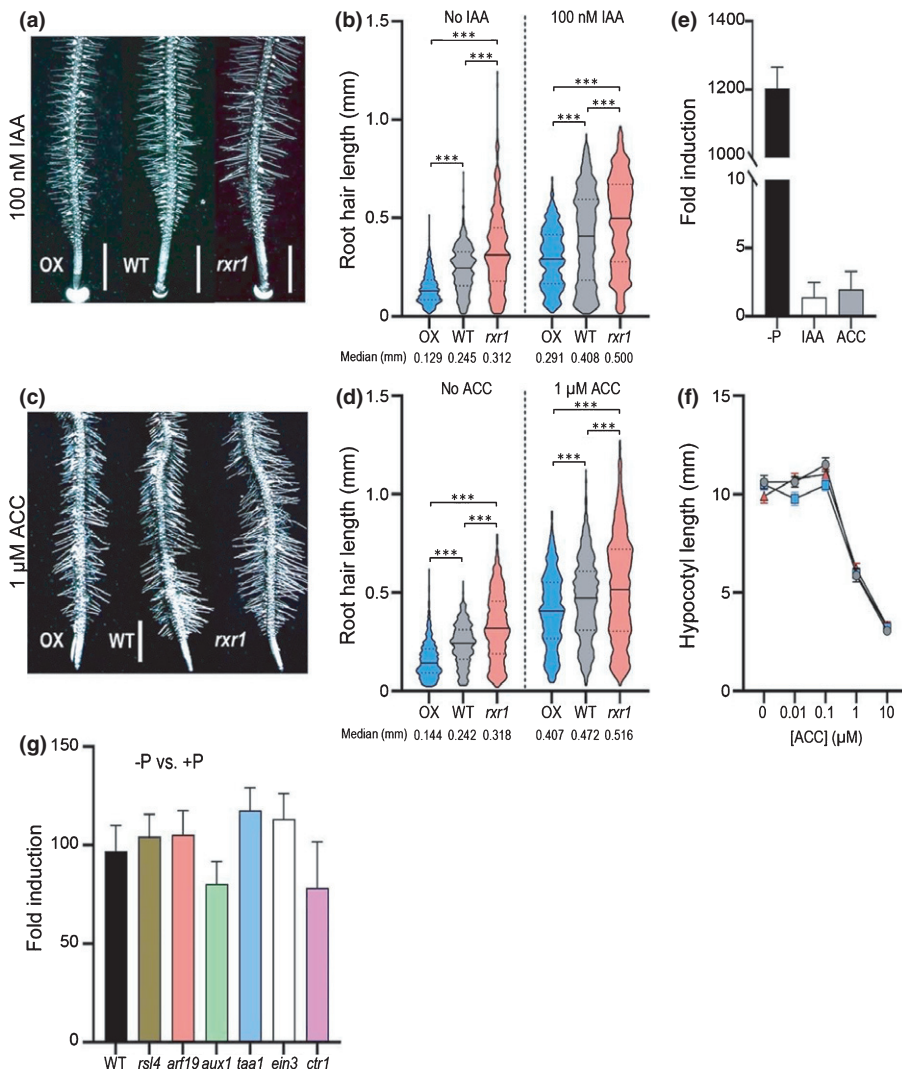 (a)
100 nM IAA
OX WT rxr1
(b)
No IAA 100 nM IAA
Root hair length (mm)
1.5
1.0
0.5
0
*** *** *** *** *** ***
OX WT rxr1 OX WT rxr1
Median (mm) 0.129 0.245 0.312 0.291 0.408 0.500
(e)
Fold induction
1400
1200
1000
10
5
0
-P IAA ACC
(c)
1 µM ACC
OX WT rxr1
(d)
No ACC 1 µM ACC
Root hair length (mm)
1.5
1.0
0.5
0
*** *** *** *** *** ***
OX WT rxr1 OX WT rxr1
Median (mm) 0.144 0.242 0.318 0.407 0.472 0.516
(f)
Hypocotyl length (mm)
15
10
5
0
0 0.01 0.1 1 10
[ACC] (µM)
(g)
-P vs. +P
Fold induction
150
100
50
0
WT rsl4 arf19 aux1 taa1 ein3 ctr1